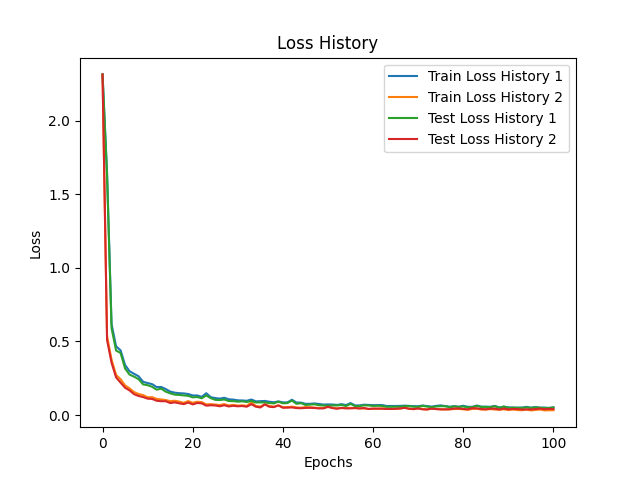 Loss History
Train Loss History 1
Train Loss History 2
Test Loss History 1
Test Loss History 2
2.0
1.5
1.0
0.5
0.0
Loss
0 20 40 60 80 100
Epochs